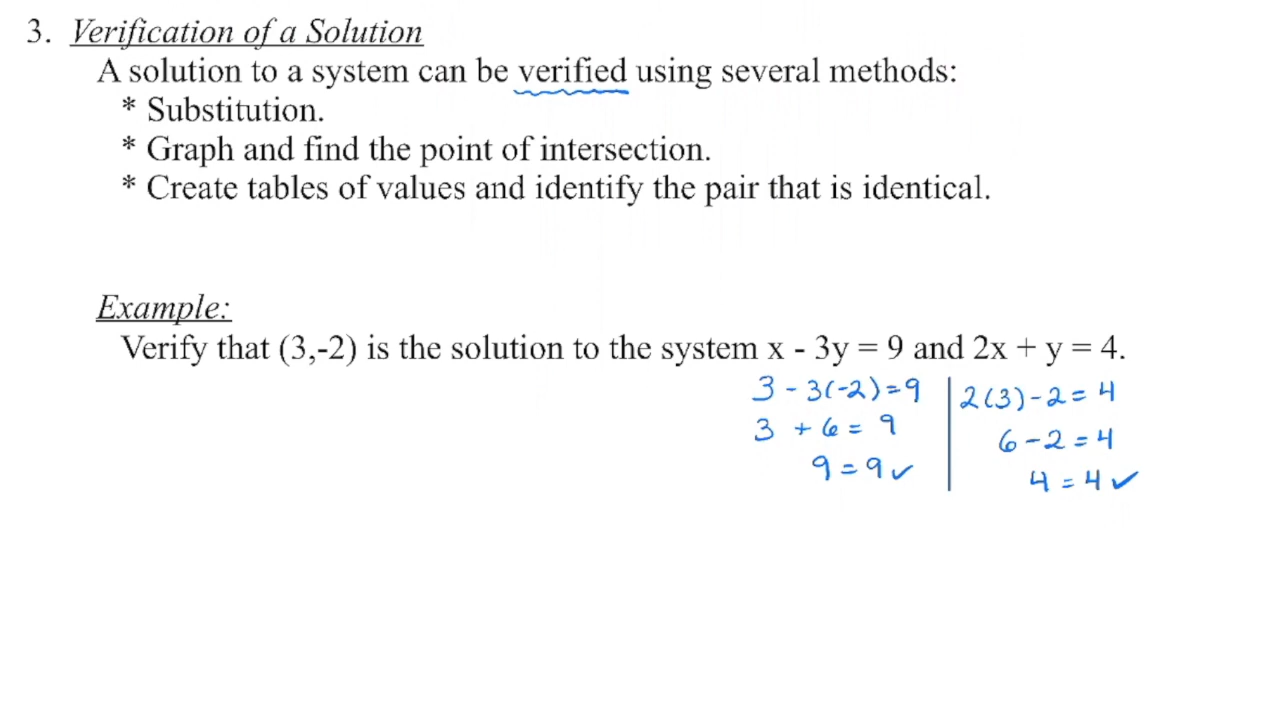 3. Verification of a Solution
A solution to a system can be verified using several methods:
* Substitution.
* Graph and find the point of intersection.
* Create tables of values and identify the pair that is identical.
Example:
Verify that (3,-2) is the solution to the system x - 3y = 9 and 2x + y = 4.
3 - 3(-2) = 9
3 + 6 = 9
9 = 9 ✓
2(3) - 2 = 4
6 - 2 = 4
4 = 4 ✓